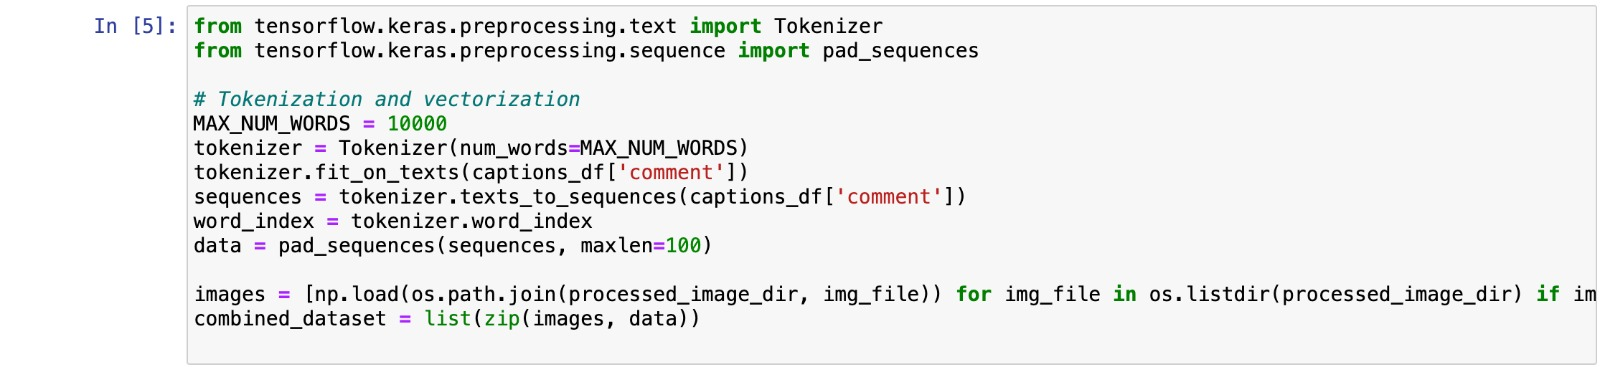 In [5]:
from tensorflow.keras.preprocessing.text import Tokenizer
from tensorflow.keras.preprocessing.sequence import pad_sequences
# Tokenization and vectorization
MAX_NUM_WORDS = 10000
tokenizer = Tokenizer(num_words=MAX_NUM_WORDS)
tokenizer.fit_on_texts(captions_df['comment'])
sequences = tokenizer.texts_to_sequences(captions_df['comment'])
word_index = tokenizer.word_index
data = pad_sequences(sequences, maxlen=100)
images = [np.load(os.path.join(processed_image_dir, img_file)) for img_file in os.listdir(processed_image_dir) if im
combined_dataset = list(zip(images, data))